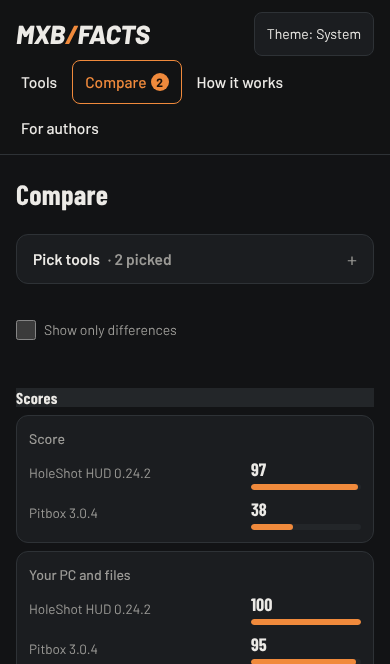 MXB/FACTS
Theme: System
Tools
Compare 2
How it works
For authors
Compare
Pick tools · 2 picked +
Show only differences
Scores
Score
HoleShot HUD 0.24.2 97
Pitbox 3.0.4 38
Your PC and files
HoleShot HUD 0.24.2 100
Pitbox 3.0.4 95